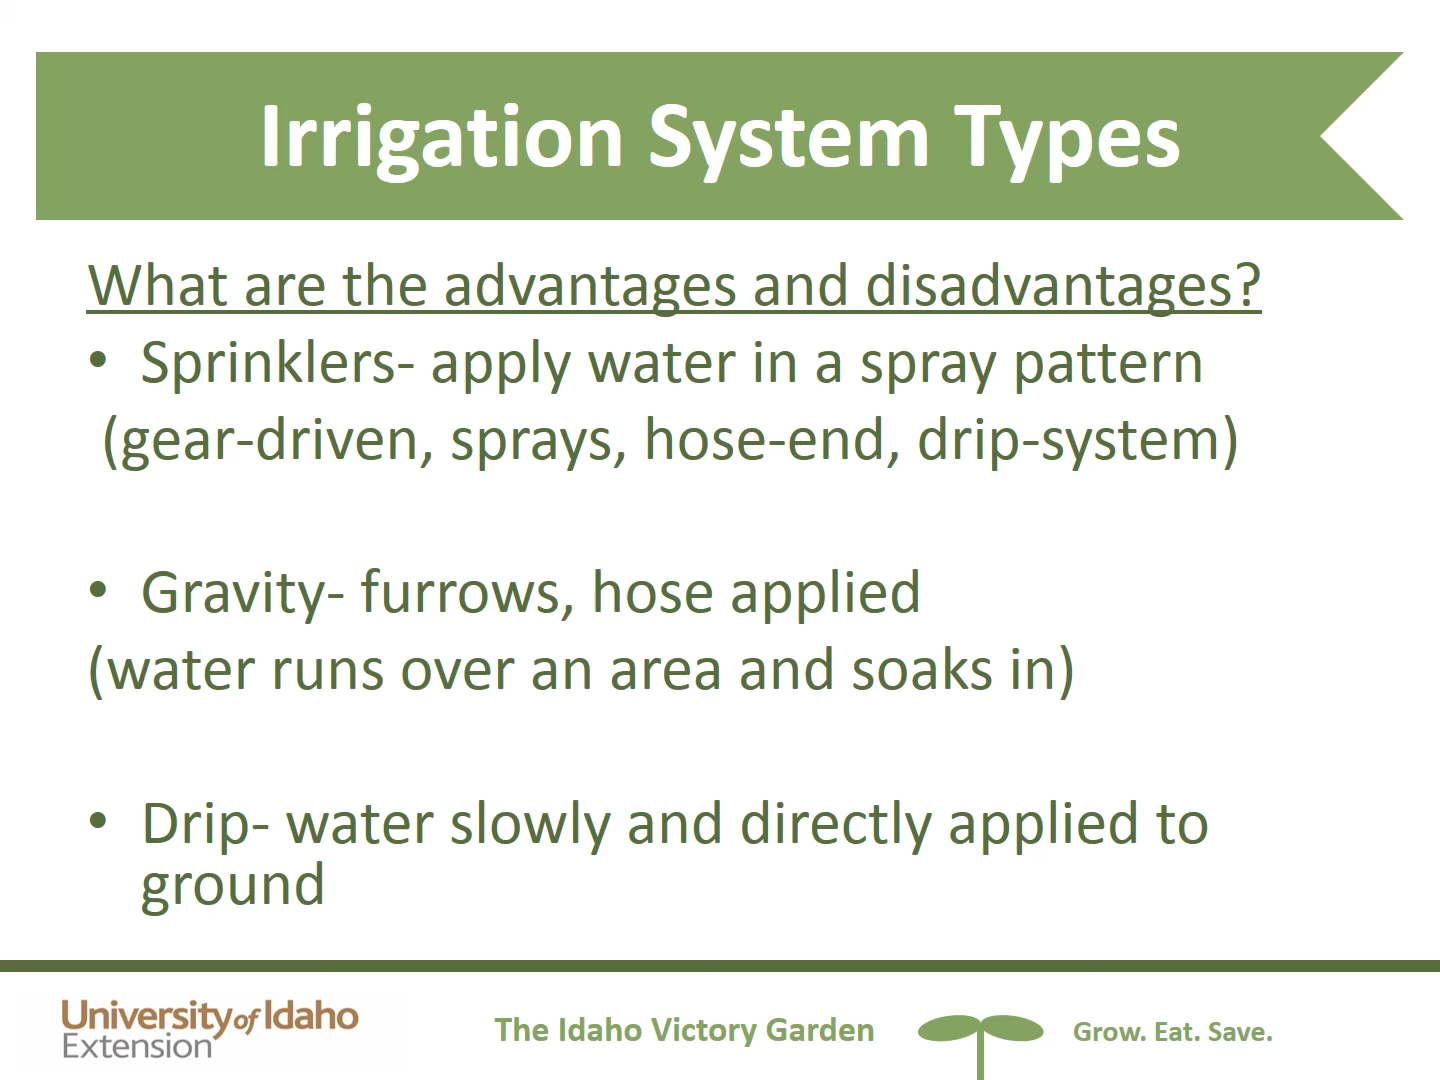 Irrigation System Types
What are the advantages and disadvantages?
• Sprinklers- apply water in a spray pattern
(gear-driven, sprays, hose-end, drip-system)
• Gravity- furrows, hose applied
(water runs over an area and soaks in)
• Drip- water slowly and directly applied to
ground
University of Idaho
Extension
The Idaho Victory Garden
Grow. Eat. Save.